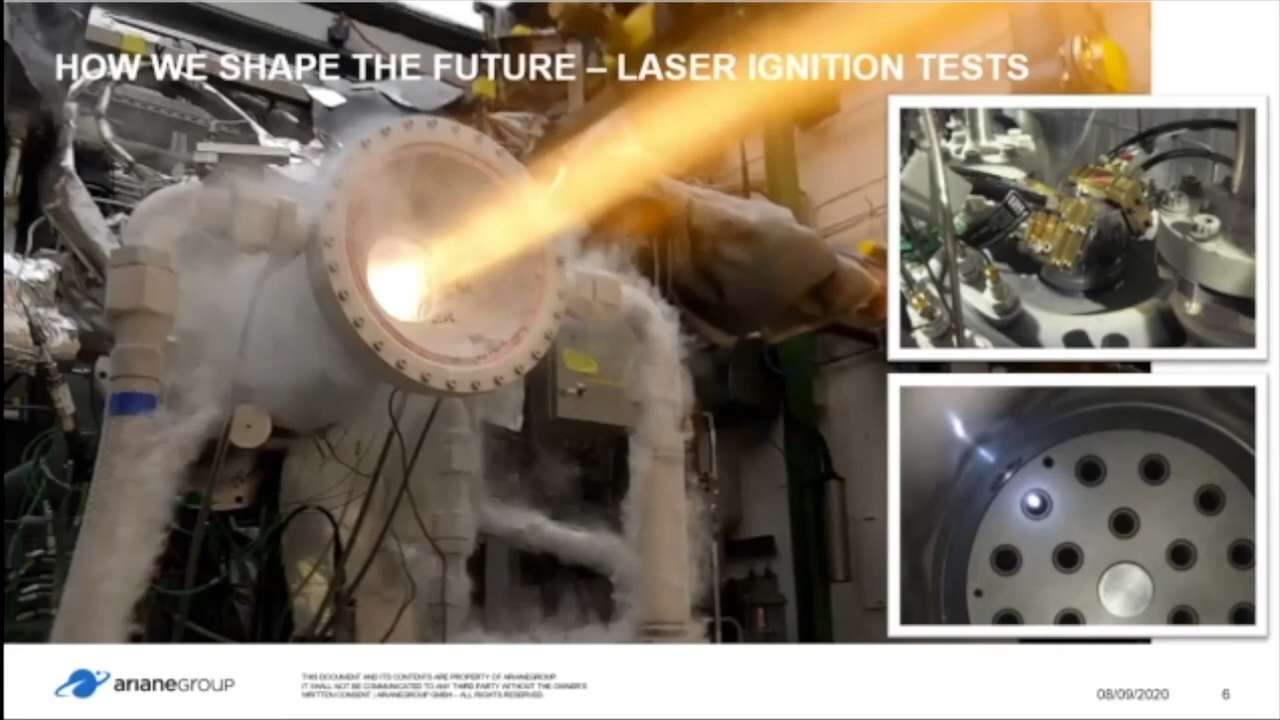 HOW WE SHAPE THE FUTURE – LASER IGNITION TESTS
arianeGROUP
THIS DOCUMENT AND ITS CONTENTS ARE PROPERTY OF ARIANEGROUP
IT SHALL NOT BE COMMUNICATED TO ANY THIRD PARTY WITHOUT THE OWNER'S
WRITTEN CONSENT | ARIANEGROUP GMBH – ALL RIGHTS RESERVED.
08/09/2020
6